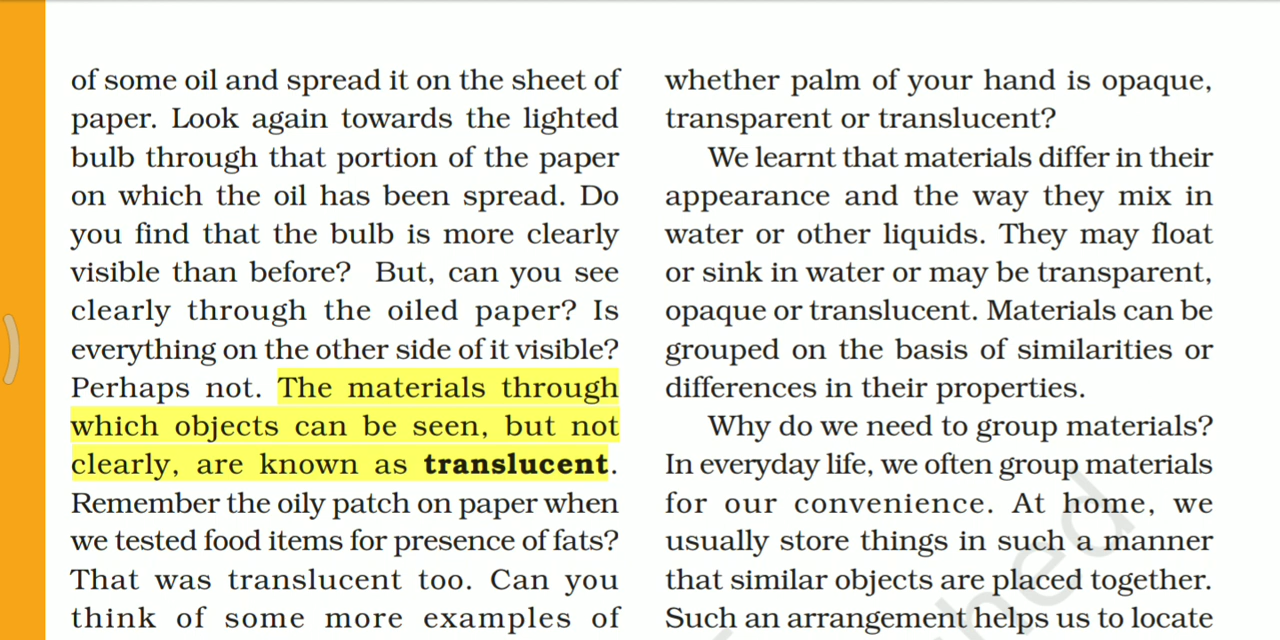 of some oil and spread it on the sheet of
paper. Look again towards the lighted
bulb through that portion of the paper
on which the oil has been spread. Do
you find that the bulb is more clearly
visible than before?  But, can you see
clearly through the oiled paper? Is
everything on the other side of it visible?
Perhaps not. The materials through
which objects can be seen, but not
clearly, are known as translucent.
Remember the oily patch on paper when
we tested food items for presence of fats?
That was translucent too. Can you
think of some more examples of
whether palm of your hand is opaque,
transparent or translucent?
We learnt that materials differ in their
appearance and the way they mix in
water or other liquids. They may float
or sink in water or may be transparent,
opaque or translucent. Materials can be
grouped on the basis of similarities or
differences in their properties.
Why do we need to group materials?
In everyday life, we often group materials
for our convenience. At home, we
usually store things in such a manner
that similar objects are placed together.
Such an arrangement helps us to locate